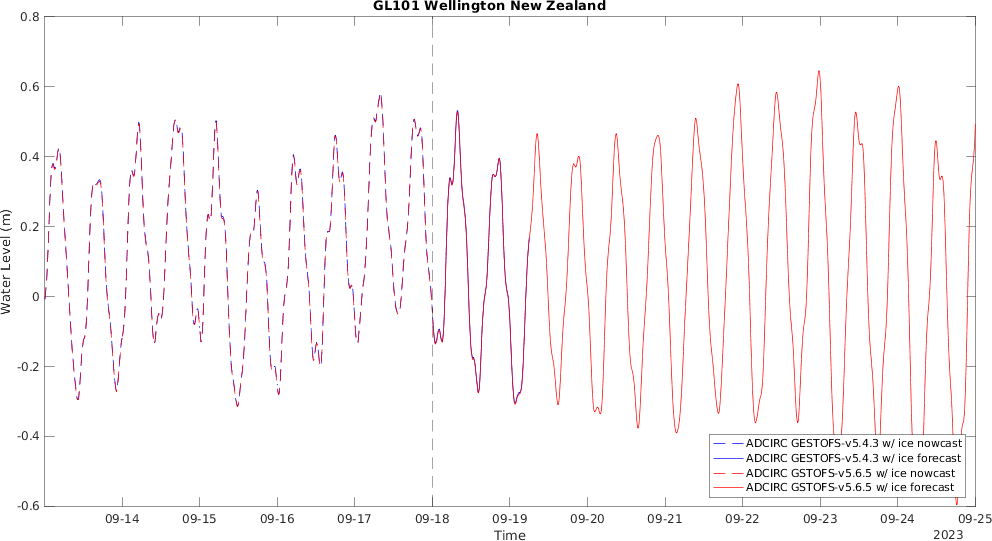 GL101 Wellington New Zealand
0.8
0.6
0.4
0.2
0
-0.2
-0.4
-0.6
Water Level (m)
ADCIRC GESTOFS-v5.4.3 w/ ice nowcast
ADCIRC GESTOFS-v5.4.3 w/ ice forecast
ADCIRC GSTOFS-v5.6.5 w/ ice nowcast
ADCIRC GSTOFS-v5.6.5 w/ ice forecast
09-14 09-15 09-16 09-17 09-18 09-19 09-20 09-21 09-22 09-23 09-24 09-25
Time
2023